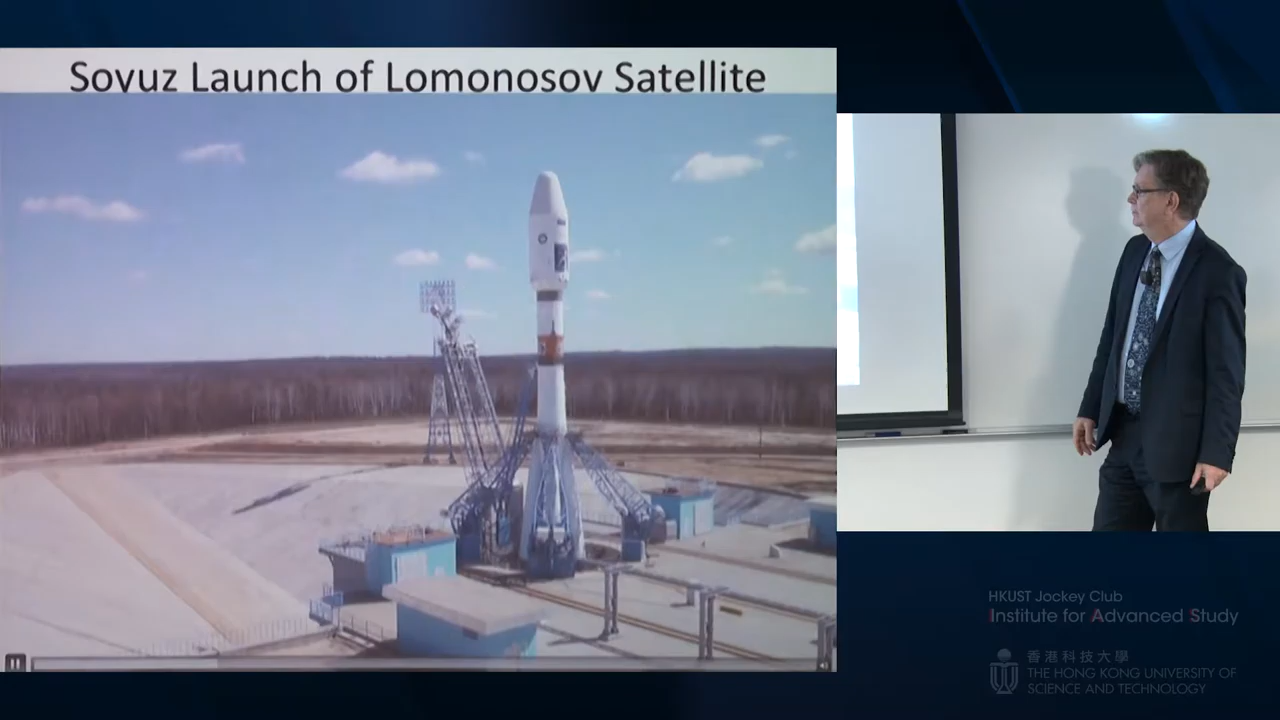 Soyuz Launch of Lomonosov Satellite
HKUST Jockey Club
Institute for Advanced Study
香港科技大學
THE HONG KONG UNIVERSITY OF
SCIENCE AND TECHNOLOGY